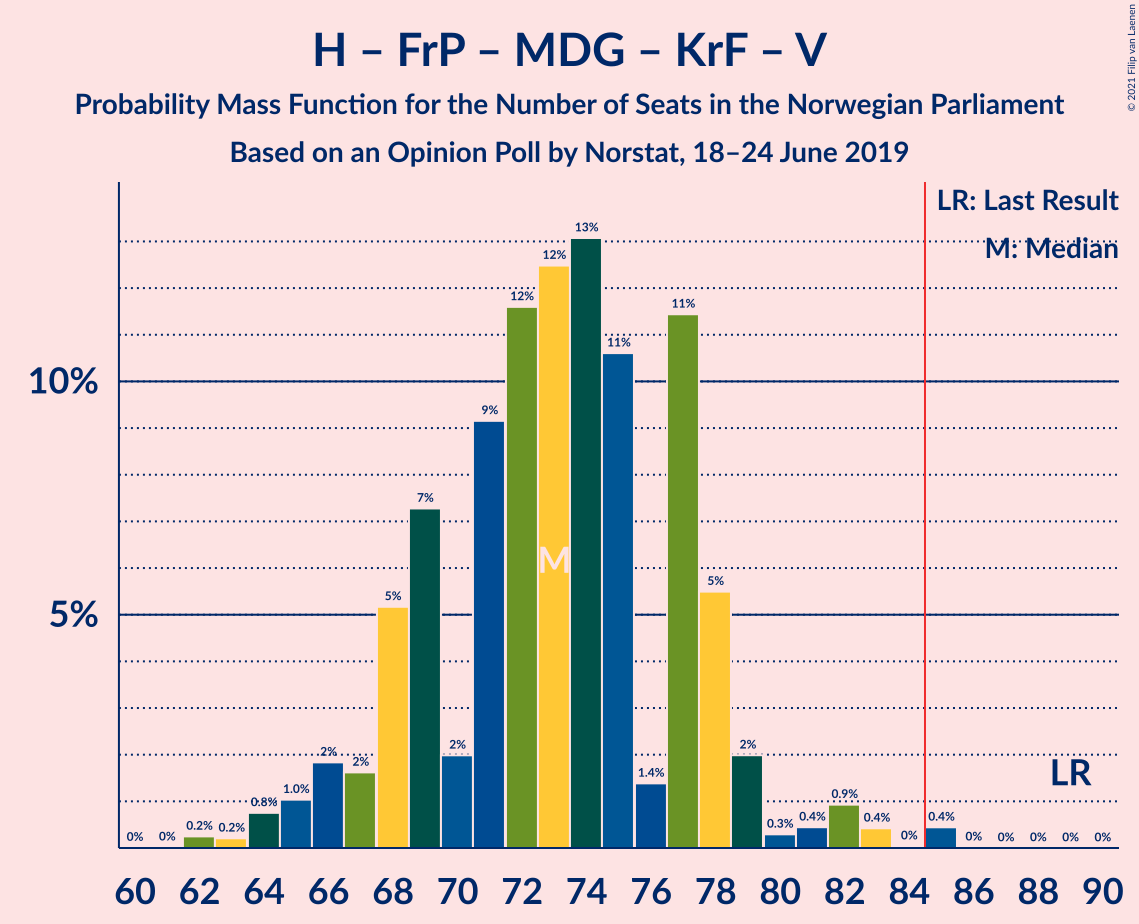 H – FrP – MDG – KrF – V
Probability Mass Function for the Number of Seats in the Norwegian Parliament
Based on an Opinion Poll by Norstat, 18–24 June 2019
© 2021 Filip van Laenen
LR: Last Result
M: Median
10%
5%
0% 0% 0.2% 0.2% 0.8% 1.0% 2% 2% 5% 7% 2% 9% 12% 12% 13% 11% 1.4% 11% 5% 2% 0.3% 0.4% 0.9% 0.4% 0% 0.4% 0% 0% 0% 0% 0%
M
LR
60 62 64 66 68 70 72 74 76 78 80 82 84 86 88 90